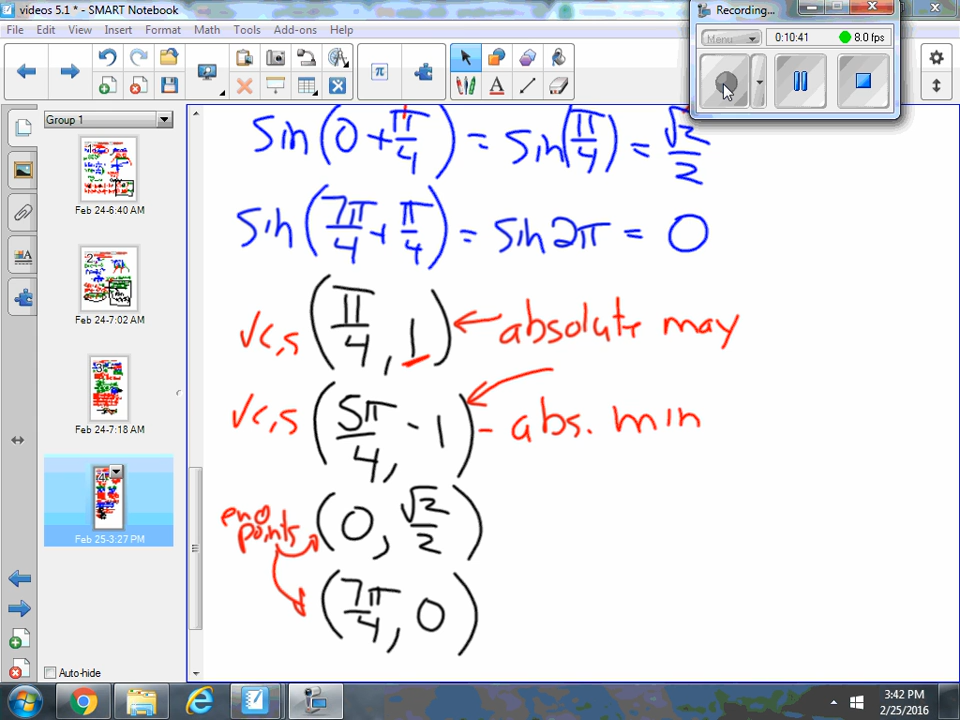 videos 5.1 * - SMART Notebook
Recording...
File Edit View Insert Format Math Tools Add-ons Help
Menu
0:10:41
8.0 fps
Group 1
Feb 24-6:40 AM
Feb 24-7:02 AM
Feb 24-7:18 AM
Feb 25-3:27 PM
Auto-hide
sin(0 + π/4) = sin(π/4) = √2/2
sin(7π/4 + π/4) = sin 2π = 0
(π/4, 1) ← absolute may
(5π/4, -1) - abs. min
end points
(0, √2/2)
(7π/4, 0)
3:42 PM
2/25/2016